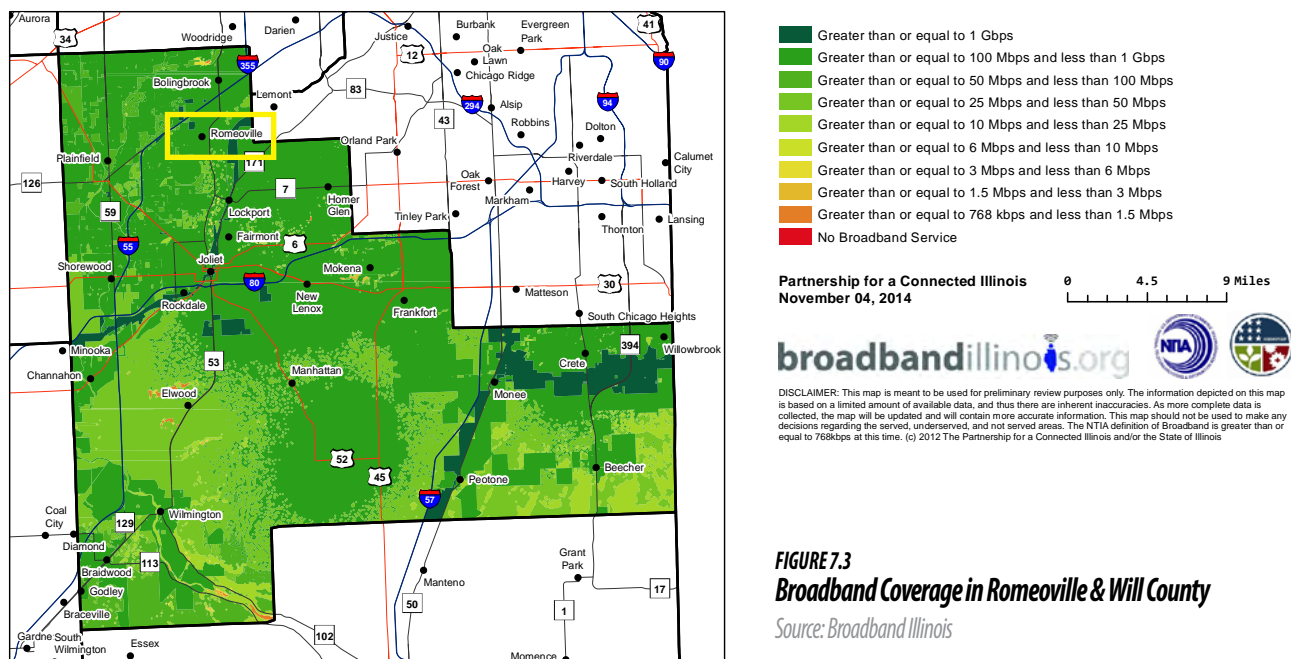 Aurora
34
Woodridge
Darien
Justice
Burbank
Evergreen
Park
41
12
Oak
Lawn
Chicago Ridge
90
355
Bolingbrook
Lemont
83
294
94
Alsip
43
Robbins
Dolton
Romeoville
Orland Park
Riverdale
Calumet
City
Plainfield
171
126
7
Homer
Glen
Oak
Forest
Harvey
South Holland
Markham
59
Lockport
Tinley Park
Lansing
Thornton
55
Fairmont
6
Joliet
Shorewood
Mokena
80
30
Rockdale
New
Lenox
Matteson
Frankfort
South Chicago Heights
394
Willowbrook
Minooka
53
Crete
Channahon
Manhattan
Monee
Elwood
52
45
Beecher
Peotone
57
Wilmington
Coal
City
129
Diamond
113
Braidwood
Grant
Park
Manteno
Godley
17
Braceville
50
1
102
Gardne
South
Wilmington
Essex
Momence
Greater than or equal to 1 Gbps
Greater than or equal to 100 Mbps and less than 1 Gbps
Greater than or equal to 50 Mbps and less than 100 Mbps
Greater than or equal to 25 Mbps and less than 50 Mbps
Greater than or equal to 10 Mbps and less than 25 Mbps
Greater than or equal to 6 Mbps and less than 10 Mbps
Greater than or equal to 3 Mbps and less than 6 Mbps
Greater than or equal to 1.5 Mbps and less than 3 Mbps
Greater than or equal to 768 kbps and less than 1.5 Mbps
No Broadband Service
Partnership for a Connected Illinois
November 04, 2014
0 4.5 9 Miles
broadbandillinois.org
NTIA
DISCLAIMER: This map is meant to be used for preliminary review purposes only. The information depicted on this map
is based on a limited amount of available data, and thus there are inherent inaccuracies. As more complete data is
collected, the map will be updated and will contain more accurate information. This map should not be used to make any
decisions regarding the served, underserved, and not served areas. The NTIA definition of Broadband is greater than or
equal to 768kbps at this time. (c) 2012 The Partnership for a Connected Illinois and/or the State of Illinois
FIGURE 7.3
Broadband Coverage in Romeoville & Will County
Source: Broadband Illinois